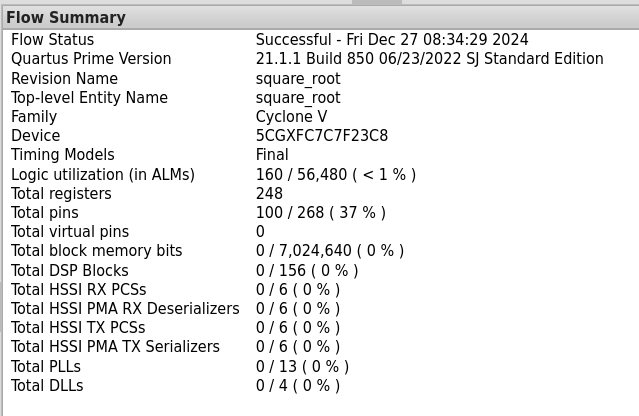 Flow Summary
Flow Status Successful - Fri Dec 27 08:34:29 2024
Quartus Prime Version 21.1.1 Build 850 06/23/2022 SJ Standard Edition
Revision Name square_root
Top-level Entity Name square_root
Family Cyclone V
Device 5CGXFC7C7F23C8
Timing Models Final
Logic utilization (in ALMs) 160 / 56,480 ( < 1 % )
Total registers 248
Total pins 100 / 268 ( 37 % )
Total virtual pins 0
Total block memory bits 0 / 7,024,640 ( 0 % )
Total DSP Blocks 0 / 156 ( 0 % )
Total HSSI RX PCSs 0 / 6 ( 0 % )
Total HSSI PMA RX Deserializers 0 / 6 ( 0 % )
Total HSSI TX PCSs 0 / 6 ( 0 % )
Total HSSI PMA TX Serializers 0 / 6 ( 0 % )
Total PLLs 0 / 13 ( 0 % )
Total DLLs 0 / 4 ( 0 % )